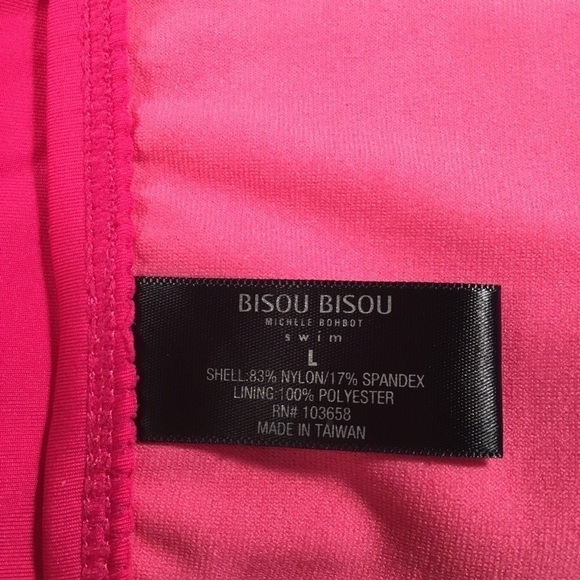 BISOU BISOU
MICHELE BOHBOT
swim
L
SHELL:83% NYLON/17% SPANDEX
LINING:100% POLYESTER
RN# 103658
MADE IN TAIWAN